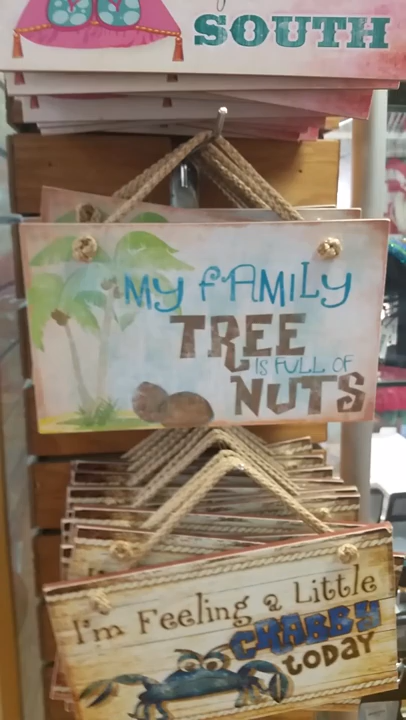 SOUTH
MY FAMILY
TREE
IS FULL OF
NUTS
I'm Feeling a Little
CRABBY
TODAY